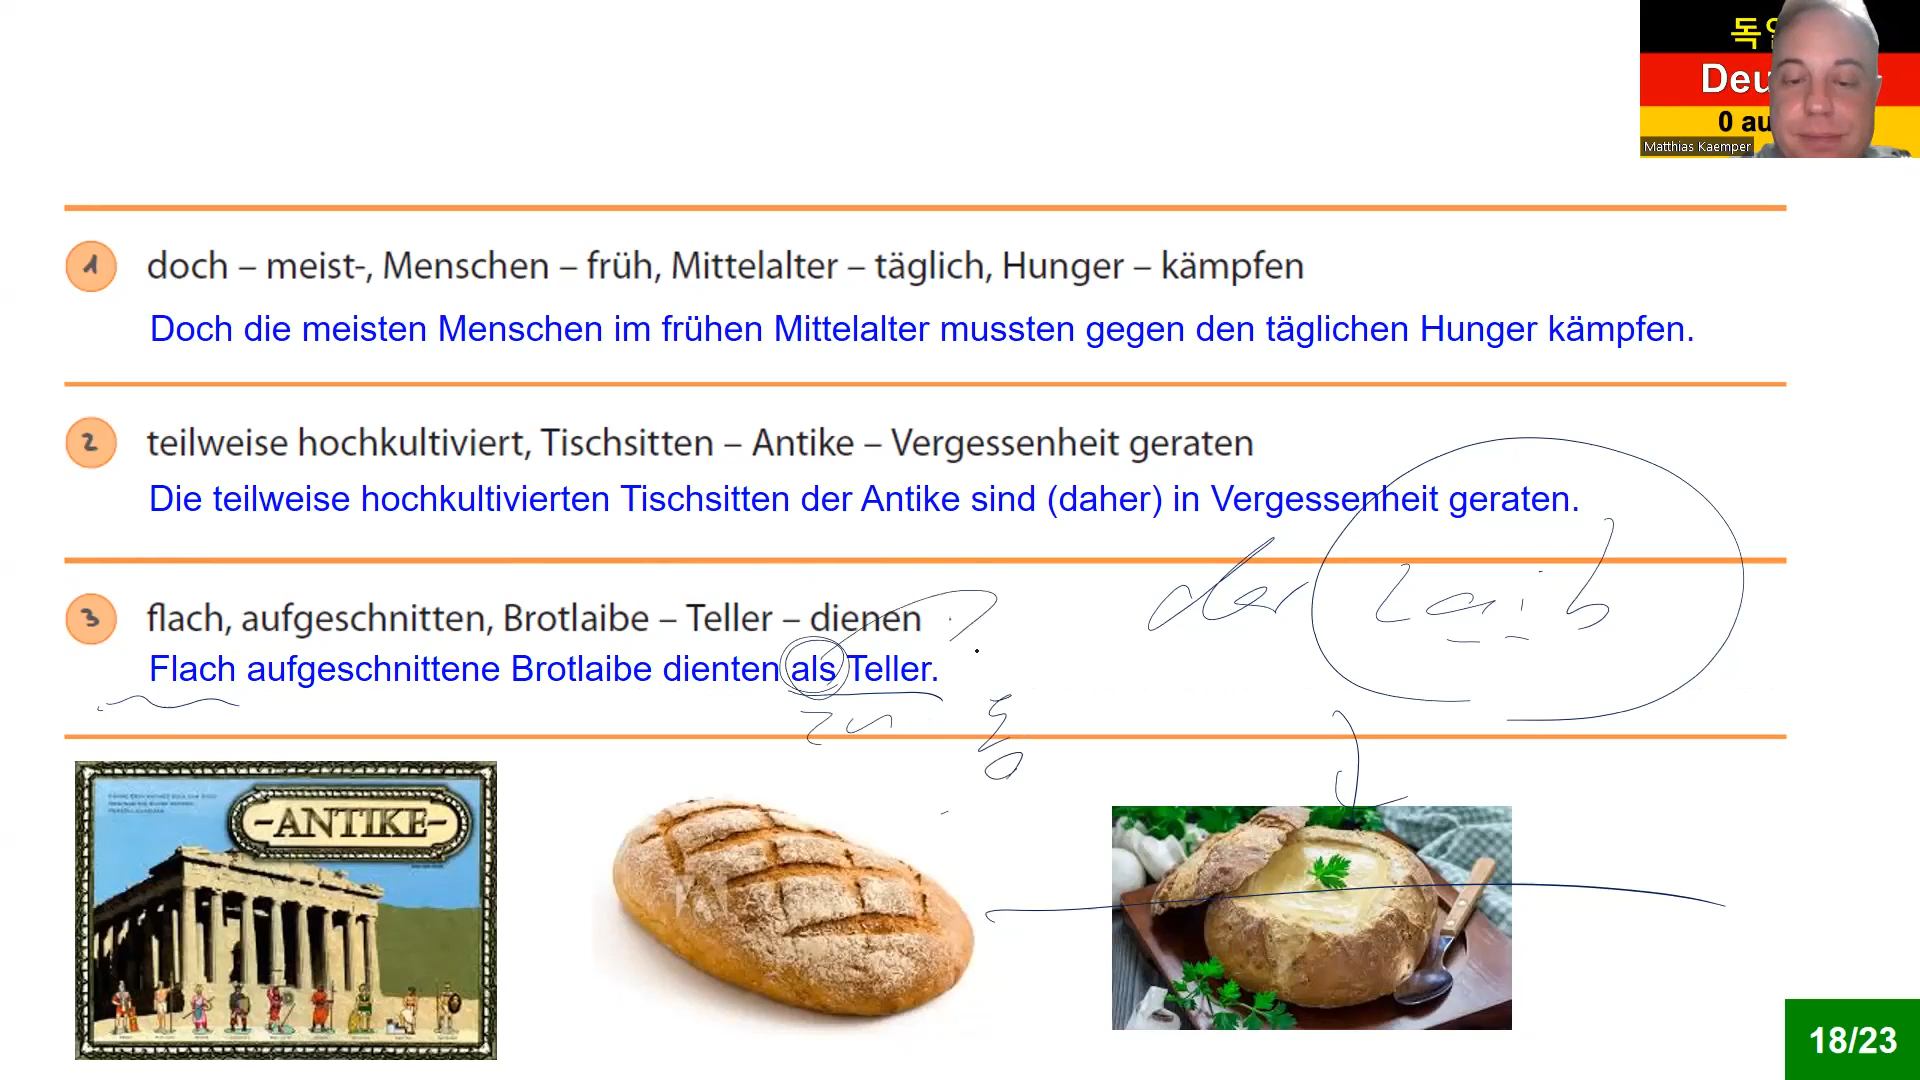 독일
Deu
0 au
Matthias Kaemper
1 doch – meist-, Menschen – früh, Mittelalter – täglich, Hunger – kämpfen
Doch die meisten Menschen im frühen Mittelalter mussten gegen den täglichen Hunger kämpfen.
2 teilweise hochkultiviert, Tischsitten – Antike – Vergessenheit geraten
Die teilweise hochkultivierten Tischsitten der Antike sind (daher) in Vergessenheit geraten.
der Laib
3 flach, aufgeschnitten, Brotlaibe – Teller – dienen
Flach aufgeschnittene Brotlaibe dienten als Teller.
zu
-ANTIKE-
18/23